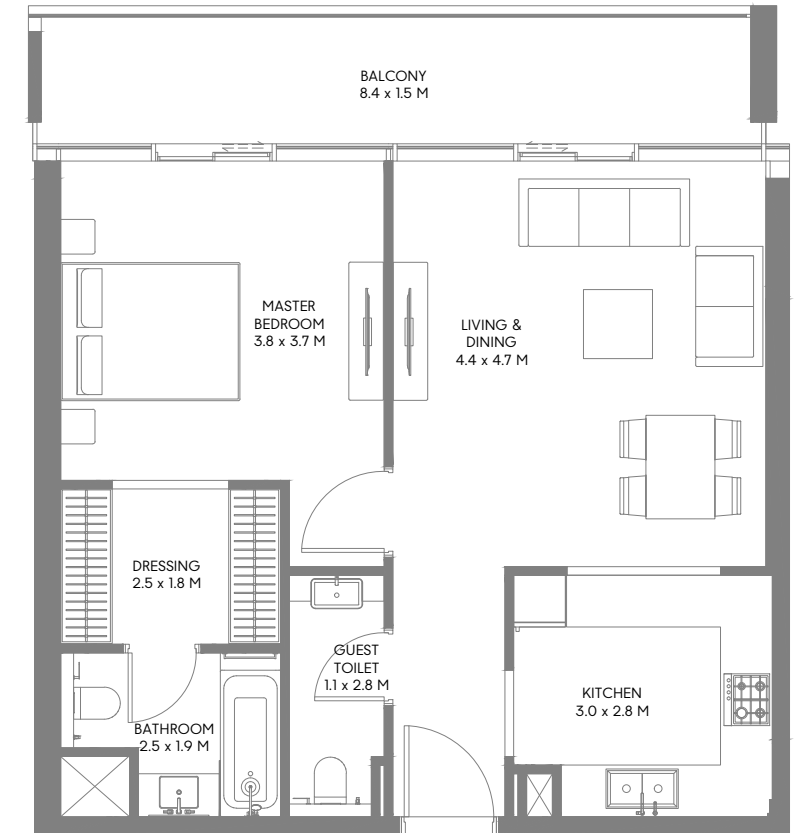 BALCONY
8.4 x 1.5 M
MASTER
BEDROOM
3.8 x 3.7 M
LIVING &
DINING
4.4 x 4.7 M
DRESSING
2.5 x 1.8 M
GUEST
TOILET
1.1 x 2.8 M
KITCHEN
3.0 x 2.8 M
BATHROOM
2.5 x 1.9 M